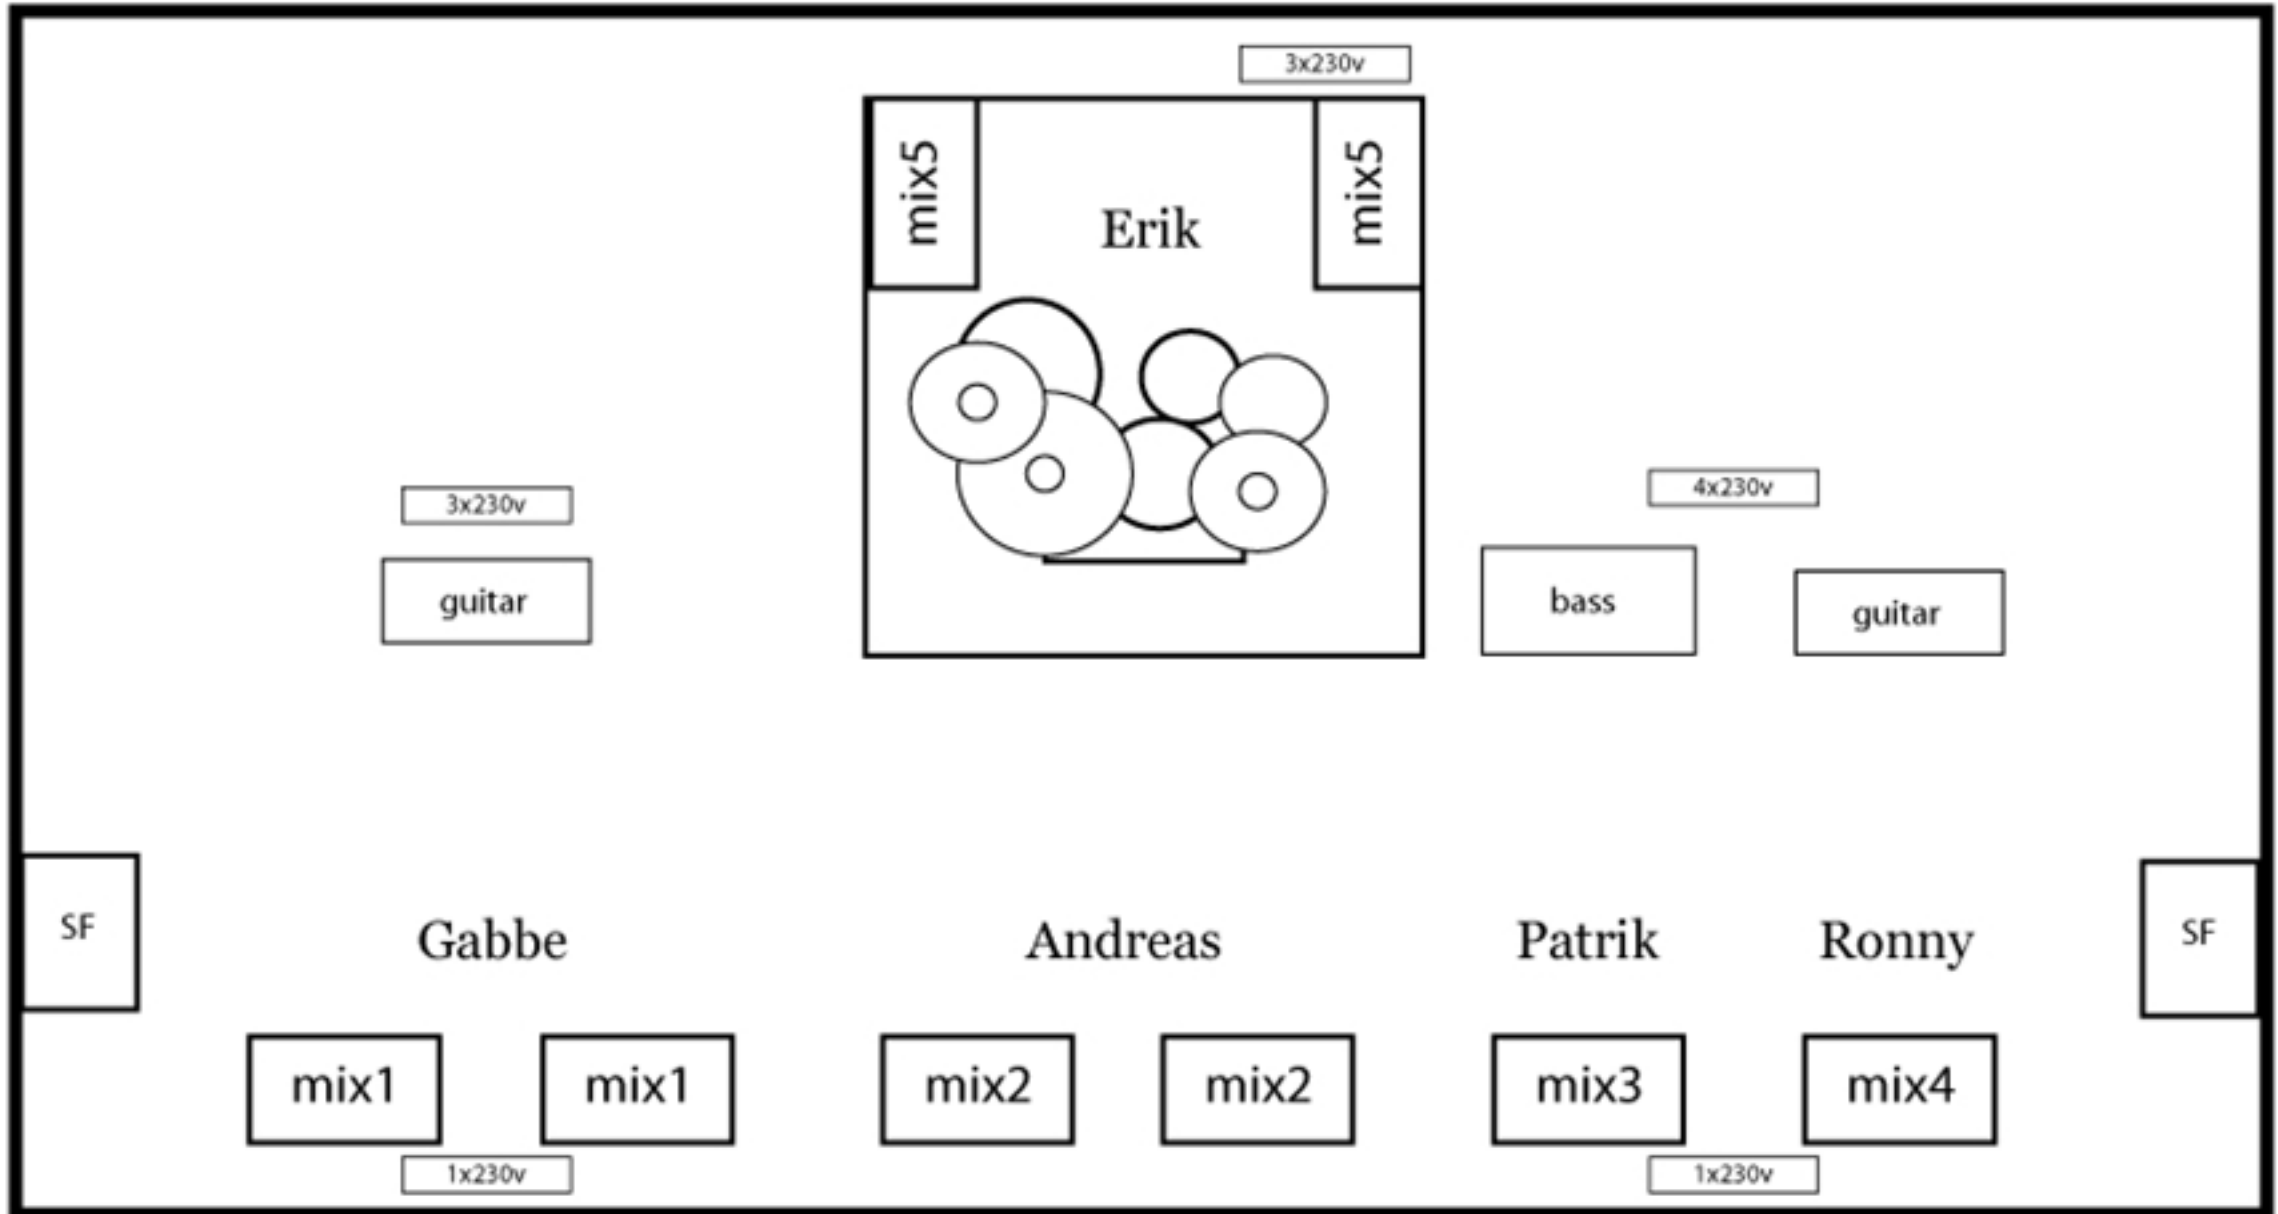 3x230v
mix5
mix5
Erik
3x230v
4x230v
guitar
bass
guitar
SF
Gabbe
Andreas
Patrik
Ronny
SF
mix1
mix1
mix2
mix2
mix3
mix4
1x230v
1x230v